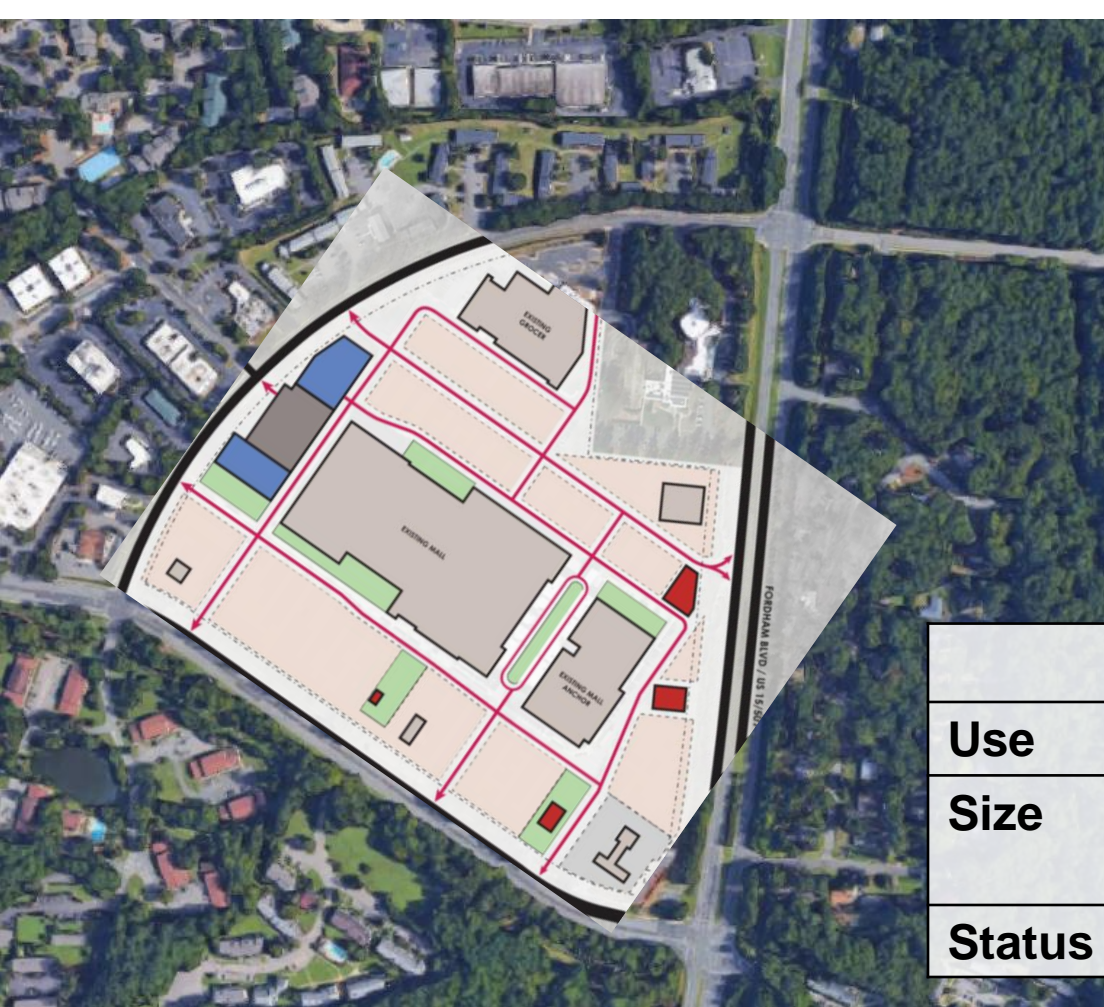 EXISTING
GROCER
EXISTING MALL
EXISTING MALL
ANCHOR
FORDHAM BLVD / US 15/501
Use
Size
Status